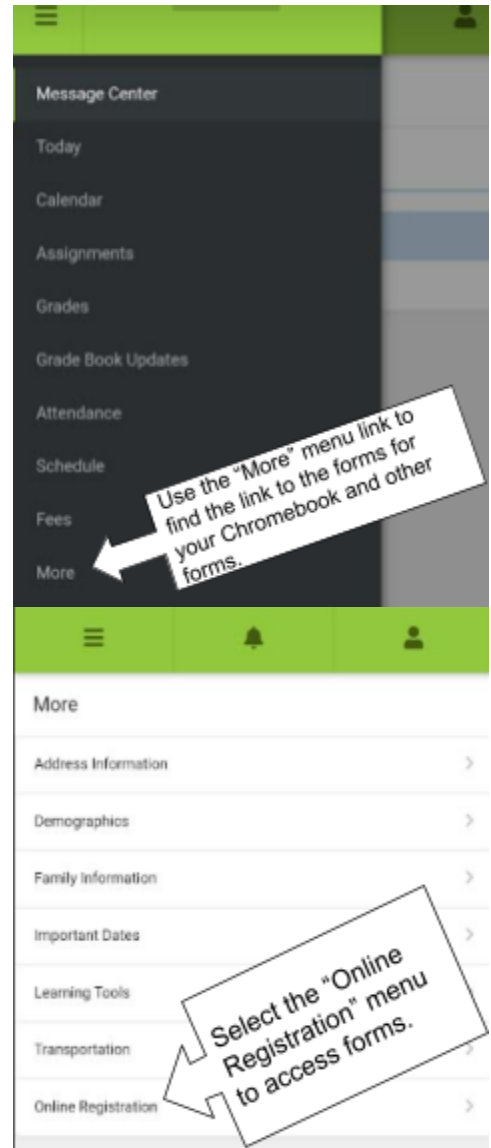 Message Center
Today
Calendar
Assignments
Grades
Grade Book Updates
Attendance
Schedule
Fees
More
Use the “More” menu link to
find the link to the forms for
your Chromebook and other
forms.
More
Address Information
Demographics
Family Information
Important Dates
Learning Tools
Transportation
Online Registration
Select the “Online
Registration” menu
to access forms.